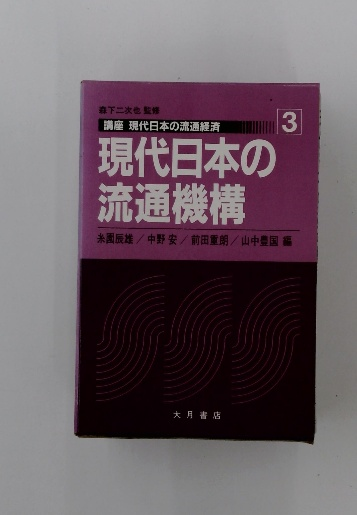 森下二次也 監修
講座 現代日本の流通経済
3
現代日本の
流通機構
糸園辰雄／中野 安／前田重朗／山中豊国 編
大月書店